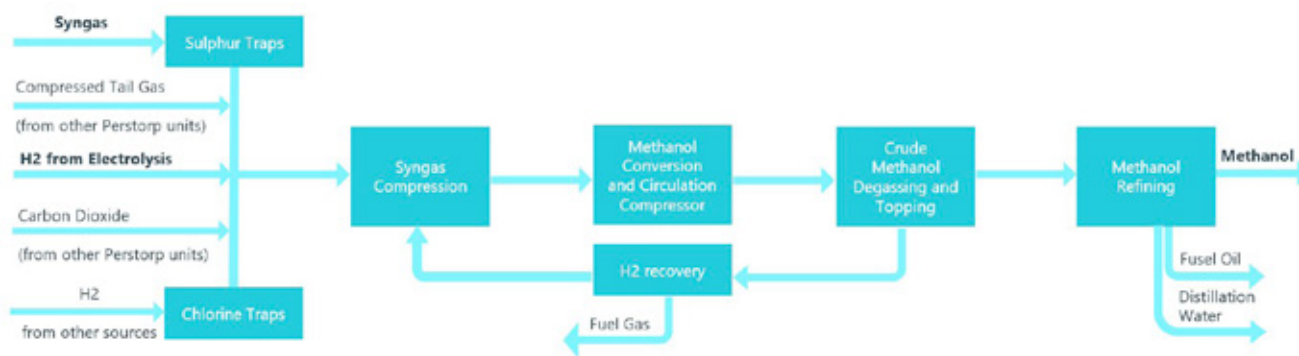 Syngas
Sulphur Traps
Compressed Tail Gas
(from other Perstorp units)
H2 from Electrolysis
Carbon Dioxide
(from other Perstorp units)
H2
from other sources
Chlorine Traps
Syngas
Compression
Methanol
Conversion
and Circulation
Compressor
H2 recovery
Fuel Gas
Crude
Methanol
Degassing and
Topping
Methanol
Refining
Methanol
Fusel Oil
Distillation
Water